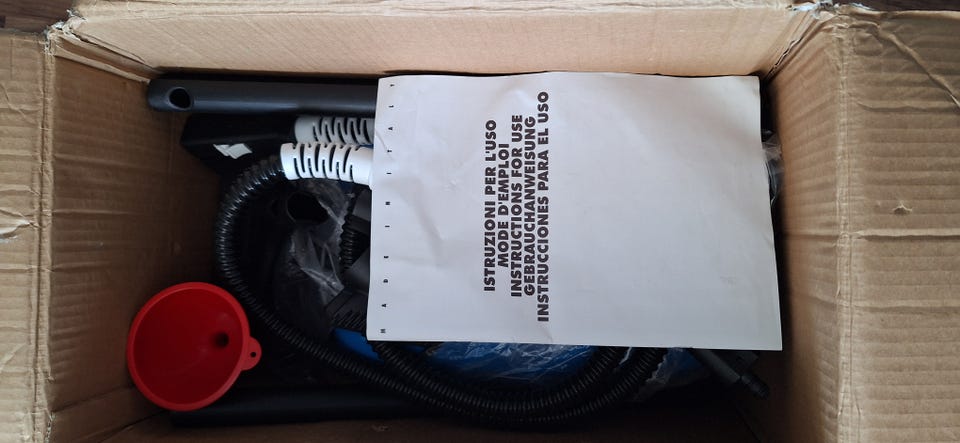 ISTRUZIONI PER L'USO
MODE D'EMPLOI
INSTRUCTIONS FOR USE
GEBRAUCHANWEISUNG
INSTRUCCIONES PARA EL USO
MADE IN ITALY